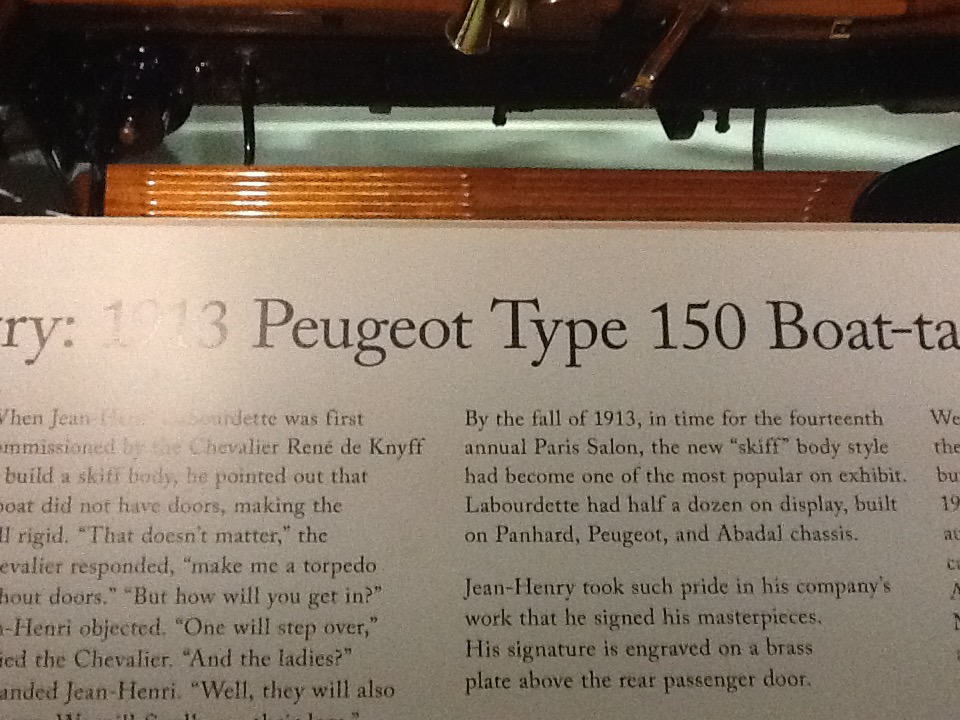 ry: 1913 Peugeot Type 150 Boat-ta
When Jean-Henri Labourdette was first
ommissioned by the Chevalier René de Knyff
build a skiff body, he pointed out that
boat did not have doors, making the
ll rigid. “That doesn't matter,” the
evalier responded, “make me a torpedo
hout doors.” “But how will you get in?”
n-Henri objected. “One will step over,”
ied the Chevalier. “And the ladies?”
anded Jean-Henri. “Well, they will also
By the fall of 1913, in time for the fourteenth
annual Paris Salon, the new “skiff” body style
had become one of the most popular on exhibit.
Labourdette had half a dozen on display, built
on Panhard, Peugeot, and Abadal chassis.
Jean-Henry took such pride in his company's
work that he signed his masterpieces.
His signature is engraved on a brass
plate above the rear passenger door.
We
the
bu
19